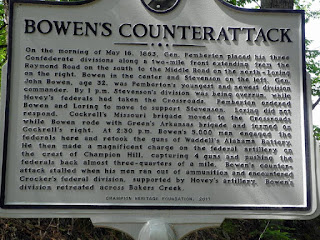 BOWEN'S COUNTERATTACK
On the morning of May 16, 1863, Gen. Pemberton placed his three
Confederate divisions along a two-mile front extending from the
Raymond Road on the south to the Middle Road on the north - Loring
on the right, Bowen in the center and Stevenson on the left. Gen.
John Bowen, age 32, was Pemberton's youngest and newest division
commander. By 1 p.m. Stevenson's division was being overrun, while
Hovey's federals had taken the Crossroads. Pemberton ordered
Bowen and Loring to move to support Stevenson. Loring did not
respond. Cockrell's Missouri brigade moved to the Crossroads
while Bowen rode with Green's Arkansas brigade and formed on
Cockrell's right. At 2:30 p.m. Bowen's 5,000 men engaged the
federals here and retook the guns of Waddell's Alabama Battery.
He then made a magnificent charge on the federal artillery on
the crest of Champion Hill, capturing 4 guns and pushing the
federals back almost three-quarters of a mile. Bowen's counter-
attack stalled when his men ran out of ammunition and encountered
Crocker's federal division, supported by Hovey's artillery. Bowen's
division retreated across Bakers Creek.
CHAMPION HERITAGE FOUNDATION, 2011